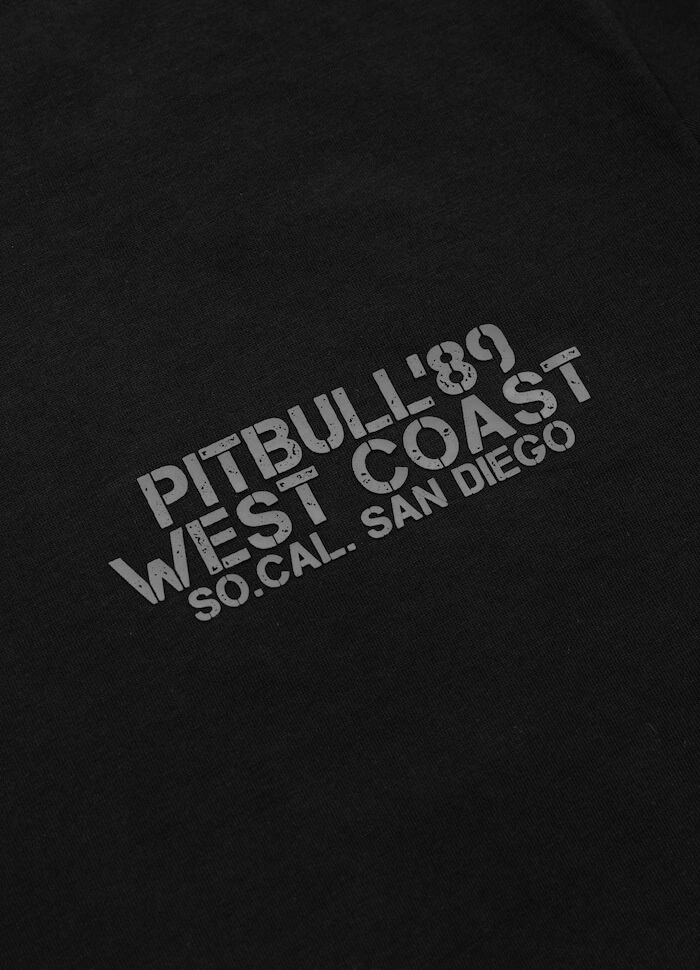 PITBULL'89
WEST COAST
SO.CAL. SAN DIEGO